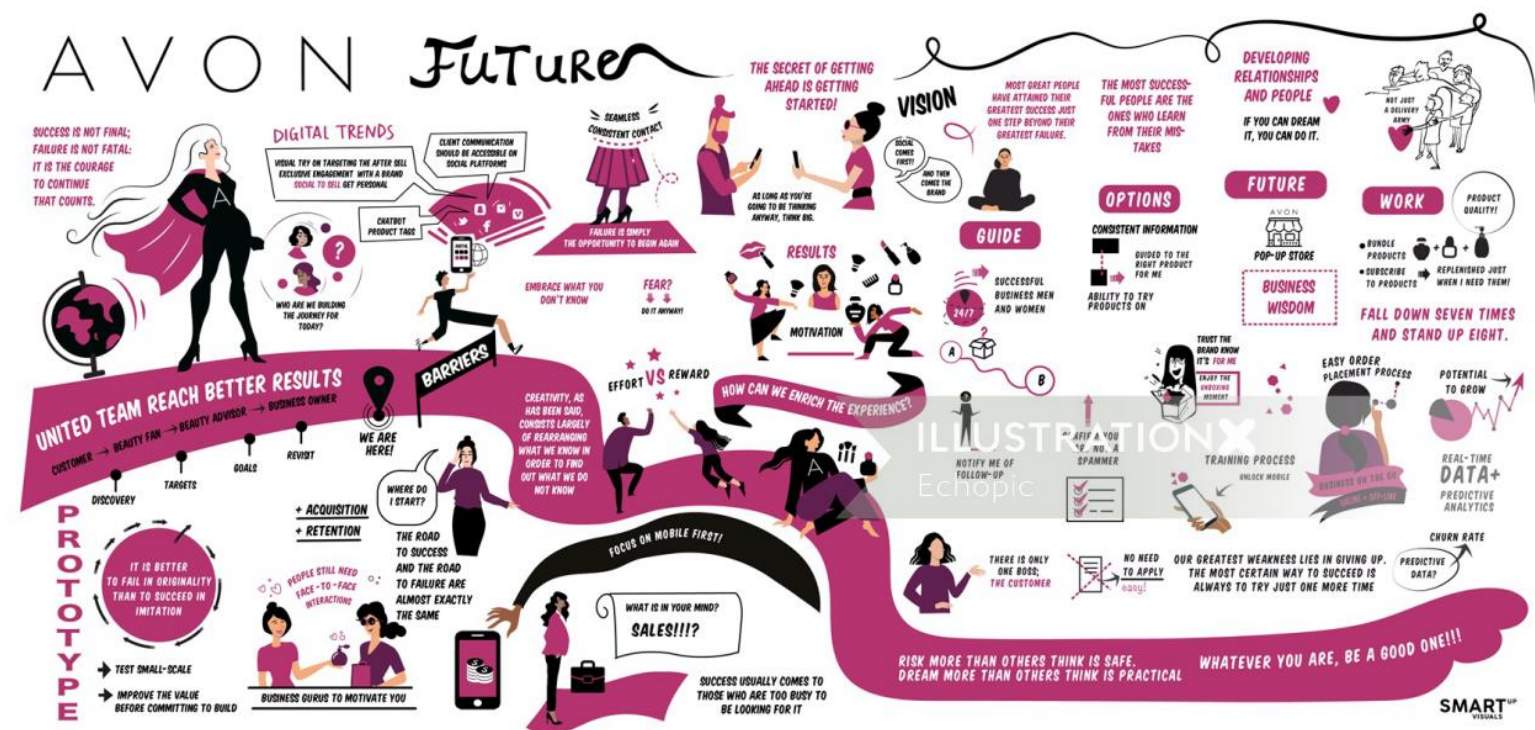 AVON FUTURE
SUCCESS IS NOT FINAL;
FAILURE IS NOT FATAL:
IT IS THE COURAGE
TO CONTINUE
THAT COUNTS.
A
DIGITAL TRENDS
VISUAL TRY ON TARGETING THE AFTER SELL
EXCLUSIVE ENGAGEMENT WITH A BRAND
SOCIAL TO SELL GET PERSONAL
CLIENT COMMUNICATION
SHOULD BE ACCESSIBLE ON
SOCIAL PLATFORMS
CHATBOT
PRODUCT TAGS
f
?
WHO ARE WE BUILDING
THE JOURNEY FOR
TODAY?
SEAMLESS
CONSISTENT CONTACT
FAILURE IS SIMPLY
THE OPPORTUNITY TO BEGIN AGAIN
EMBRACE WHAT YOU
DON'T KNOW
FEAR?
DO IT ANYWAY!
THE SECRET OF GETTING
AHEAD IS GETTING
STARTED!
AS LONG AS YOU'RE
GOING TO BE THINKING
ANYWAY, THINK BIG.
VISION
SOCIAL
COMES
FIRST!
AND THEN
COMES THE
BRAND
MOST GREAT PEOPLE
HAVE ATTAINED THEIR
GREATEST SUCCESS JUST
ONE STEP BEYOND THEIR
GREATEST FAILURE.
THE MOST SUCCESS-
FUL PEOPLE ARE THE
ONES WHO LEARN
FROM THEIR MIS-
TAKES
DEVELOPING
RELATIONSHIPS
AND PEOPLE
IF YOU CAN DREAM
IT, YOU CAN DO IT.
NOT JUST
A DELIVERY
ARMY
RESULTS
MOTIVATION
GUIDE
24/7
SUCCESSFUL
BUSINESS MEN
AND WOMEN
?
A
B
OPTIONS
CONSISTENT INFORMATION
GUIDED TO THE
RIGHT PRODUCT
FOR ME
ABILITY TO TRY
PRODUCTS ON
FUTURE
AVON
POP-UP STORE
BUSINESS
WISDOM
WORK
PRODUCT
QUALITY!
• BUNDLE
PRODUCTS
+ +
• SUBSCRIBE
TO PRODUCTS
REPLENISHED JUST
WHEN I NEED THEM!
FALL DOWN SEVEN TIMES
AND STAND UP EIGHT.
UNITED TEAM REACH BETTER RESULTS
CUSTOMER → BEAUTY FAN → BEAUTY ADVISOR → BUSINESS OWNER
DISCOVERY
TARGETS
GOALS
REVISIT
WE ARE
HERE!
BARRIERS
CREATIVITY, AS
HAS BEEN SAID,
CONSISTS LARGELY
OF REARRANGING
WHAT WE KNOW IN
ORDER TO FIND
OUT WHAT WE DO
NOT KNOW
EFFORT VS REWARD
HOW CAN WE ENRICH THE EXPERIENCE?
A
TRUST THE
BRAND KNOW
IT'S FOR ME
ENJOY THE
UNBOXING
MOMENT
EASY ORDER
PLACEMENT PROCESS
POTENTIAL
TO GROW
NOTIFY ME OF
FOLLOW-UP
SPAMMER
TRAINING PROCESS
UNLOCK MOBILE
BUSINESS ON THE GO
ONLINE + OFF-LINE
REAL-TIME
DATA+
PREDICTIVE
ANALYTICS
ILLUSTRATIONX
Echopic
PROTOTYPE
IT IS BETTER
TO FAIL IN ORIGINALITY
THAN TO SUCCEED IN
IMITATION
TEST SMALL-SCALE
IMPROVE THE VALUE
BEFORE COMMITTING TO BUILD
+ ACQUISITION
+ RETENTION
PEOPLE STILL NEED
FACE-TO-FACE
INTERACTIONS
BUSINESS GURUS TO MOTIVATE YOU
WHERE DO
I START?
THE ROAD
TO SUCCESS
AND THE ROAD
TO FAILURE ARE
ALMOST EXACTLY
THE SAME
FOCUS ON MOBILE FIRST!
WHAT IS IN YOUR MIND?
SALES!!!?
SUCCESS USUALLY COMES TO
THOSE WHO ARE TOO BUSY TO
BE LOOKING FOR IT
THERE IS ONLY
ONE BOSS;
THE CUSTOMER
NO NEED
TO APPLY
easy!
OUR GREATEST WEAKNESS LIES IN GIVING UP.
THE MOST CERTAIN WAY TO SUCCEED IS
ALWAYS TO TRY JUST ONE MORE TIME
CHURN RATE
PREDICTIVE
DATA?
RISK MORE THAN OTHERS THINK IS SAFE.
DREAM MORE THAN OTHERS THINK IS PRACTICAL
WHATEVER YOU ARE, BE A GOOD ONE!!!
SMART UP
VISUALS